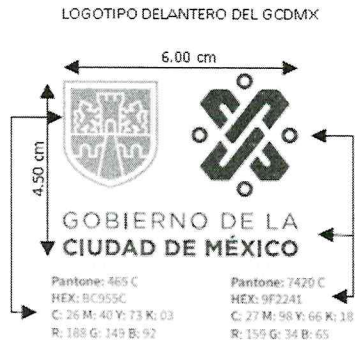 LOGOTIPO DELANTERO DEL GCDMX
6.00 cm
4.50 cm
GOBIERNO DE LA
CIUDAD DE MÉXICO
Pantone: 465 C
HEX: BC955C
C: 26 M: 40 Y: 73 K: 03
R: 188 G: 149 B: 92
Pantone: 7420 C
HEX: 9F2241
C: 27 M: 98 Y: 66 K: 18
R: 159 G: 34 B: 65